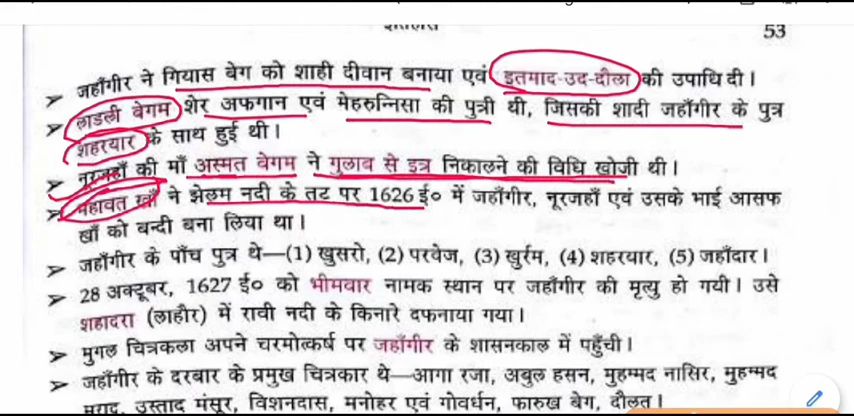 53
जहाँगीर ने गियास बेग को शाही दीवान बनाया एवं इतमाद-उद-दौला की उपाधि दी।
लाडली बेगम शेर अफगान एवं मेहरुन्निसा की पुत्री थी, जिसकी शादी जहाँगीर के पुत्र
शहरयार के साथ हुई थी।
नूरजहाँ की माँ अस्मत बेगम ने गुलाब से इत्र निकालने की विधि खोजी थी।
महावत खाँ ने झेलम नदी के तट पर 1626 ई० में जहाँगीर, नूरजहाँ एवं उसके भाई आसफ
खाँ को बन्दी बना लिया था।
जहाँगीर के पाँच पुत्र थे—(1) खुसरो, (2) परवेज, (3) खुर्रम, (4) शहरयार, (5) जहाँदार।
28 अक्टूबर, 1627 ई० को भीमवार नामक स्थान पर जहाँगीर की मृत्यु हो गयी। उसे
शहादरा (लाहौर) में रावी नदी के किनारे दफनाया गया।
मुगल चित्रकला अपने चरमोत्कर्ष पर जहाँगीर के शासनकाल में पहुँची।
जहाँगीर के दरबार के प्रमुख चित्रकार थे—आगा रजा, अबुल हसन, मुहम्मद नासिर, मुहम्मद
मुराद, उस्ताद मंसूर, विशनदास, मनोहर एवं गोवर्धन, फारुख बेग, दौलत।